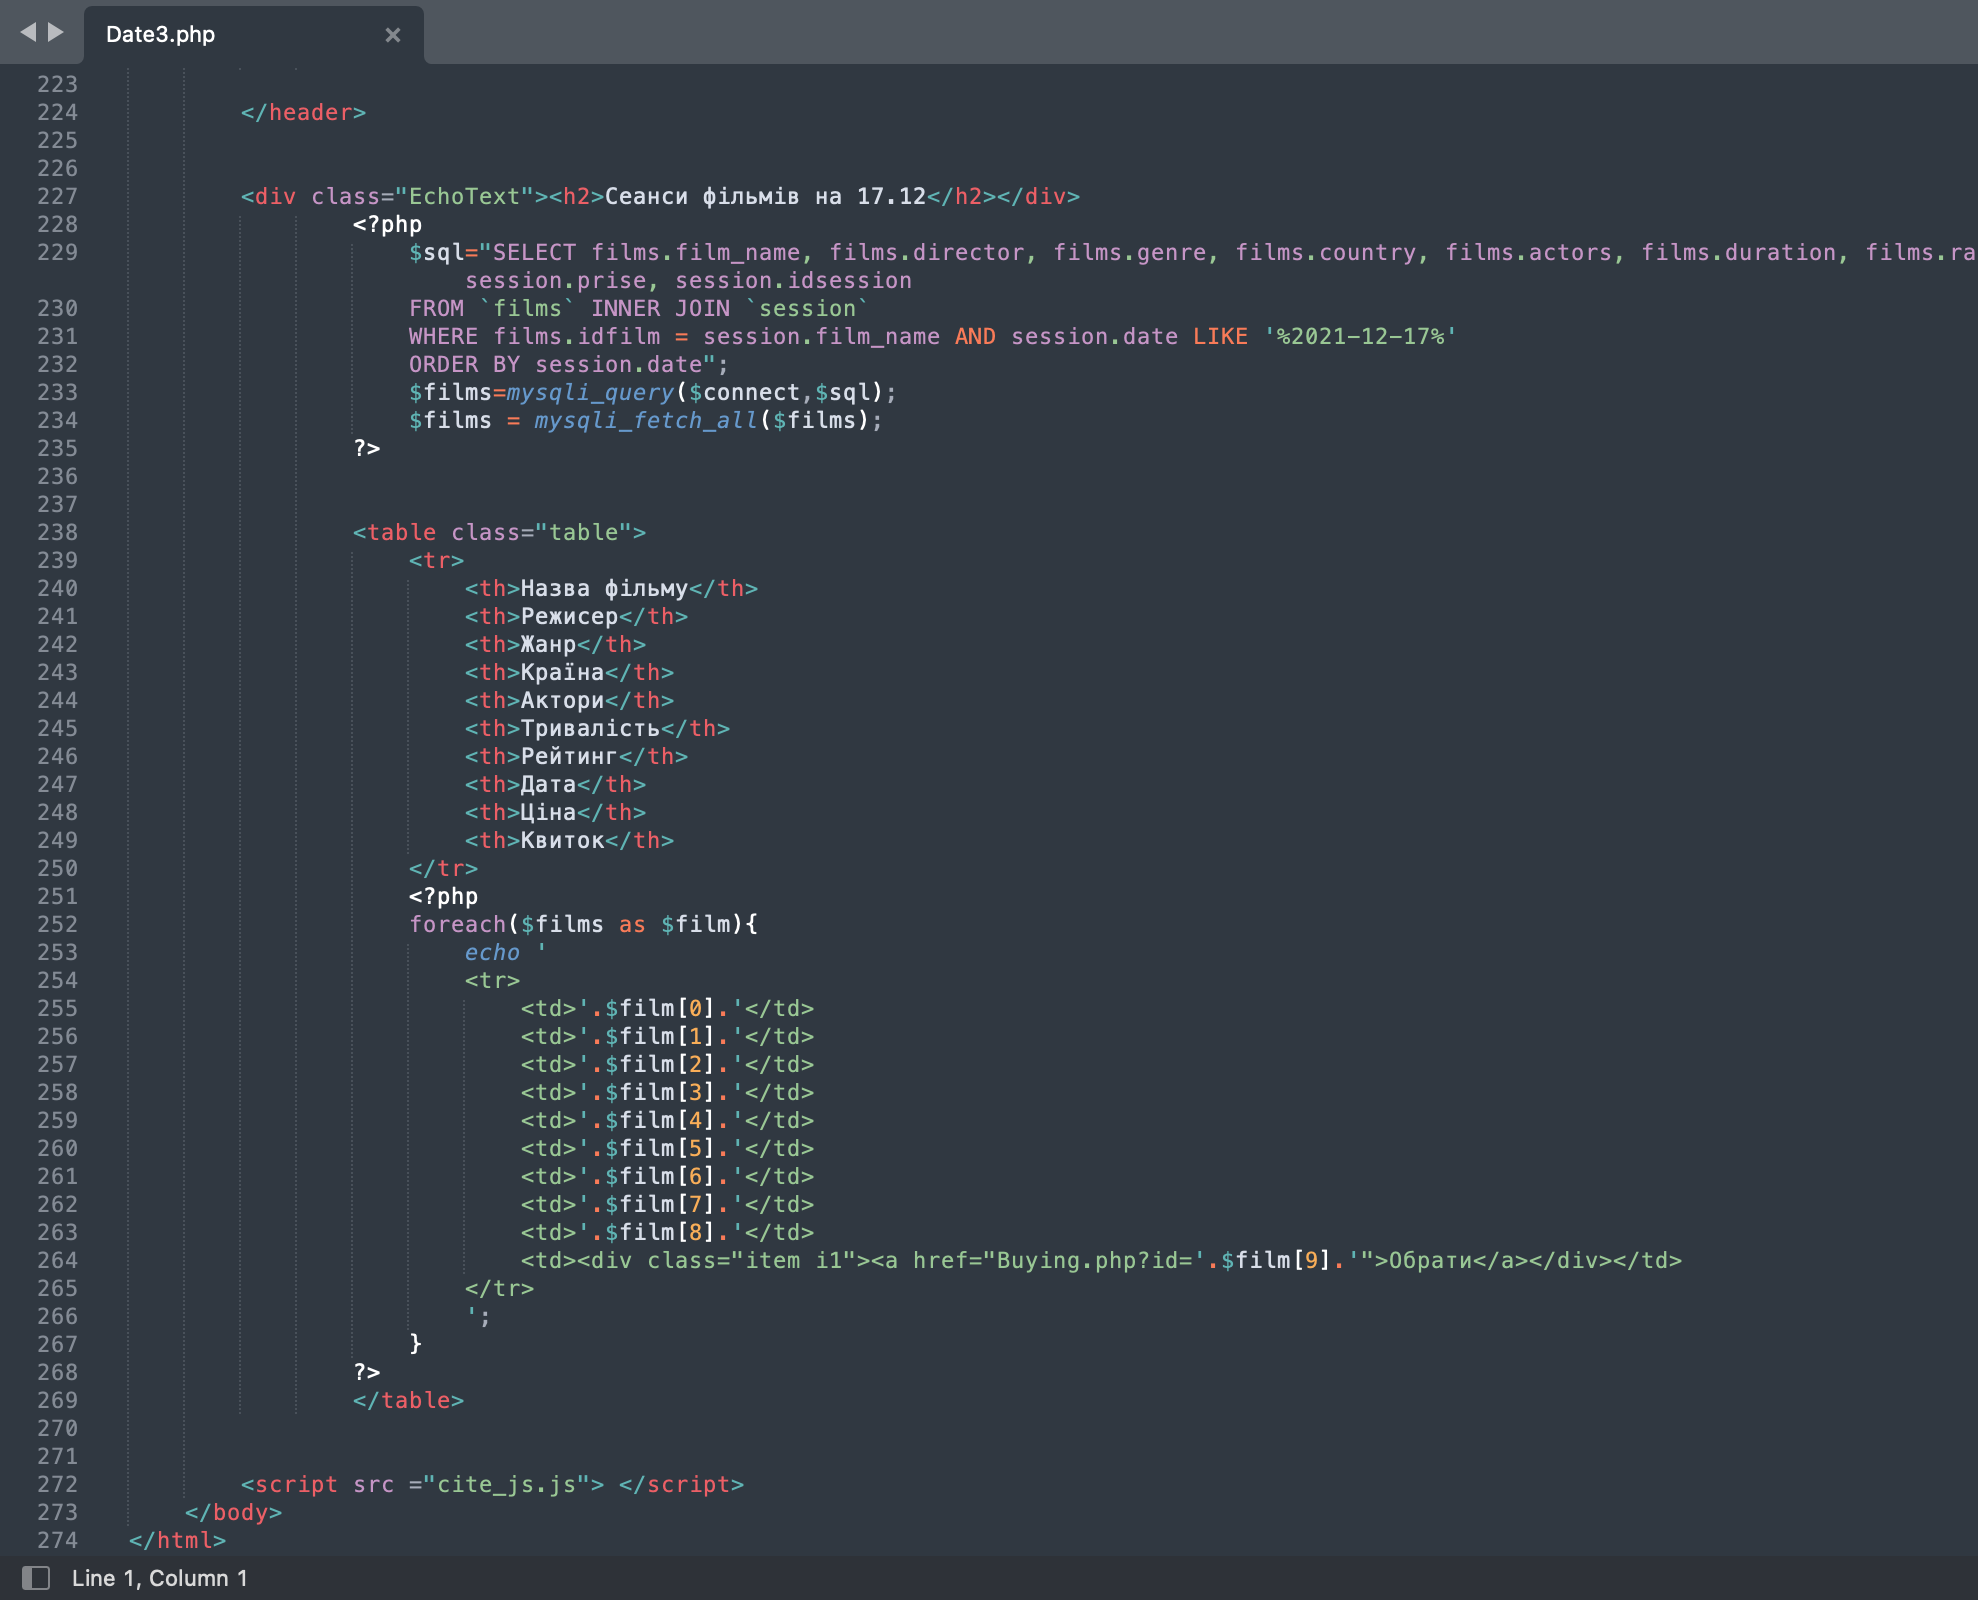 Date3.php ×
223
224 </header>
225
226
227 <div class="EchoText"><h2>Сеанси фільмів на 17.12</h2></div>
228 <?php
229 $sql="SELECT films.film_name, films.director, films.genre, films.country, films.actors, films.duration, films.ra
session.prise, session.idsession
230 FROM `films` INNER JOIN `session`
231 WHERE films.idfilm = session.film_name AND session.date LIKE '%2021-12-17%'
232 ORDER BY session.date";
233 $films=mysqli_query($connect,$sql);
234 $films = mysqli_fetch_all($films);
235 ?>
236
237
238 <table class="table">
239 <tr>
240 <th>Назва фільму</th>
241 <th>Режисер</th>
242 <th>Жанр</th>
243 <th>Країна</th>
244 <th>Актори</th>
245 <th>Тривалість</th>
246 <th>Рейтинг</th>
247 <th>Дата</th>
248 <th>Ціна</th>
249 <th>Квиток</th>
250 </tr>
251 <?php
252 foreach($films as $film){
253 echo '
254 <tr>
255 <td>'.$film[0].'</td>
256 <td>'.$film[1].'</td>
257 <td>'.$film[2].'</td>
258 <td>'.$film[3].'</td>
259 <td>'.$film[4].'</td>
260 <td>'.$film[5].'</td>
261 <td>'.$film[6].'</td>
262 <td>'.$film[7].'</td>
263 <td>'.$film[8].'</td>
264 <td><div class="item i1"><a href="Buying.php?id='.$film[9].'">Обрати</a></div></td>
265 </tr>
266 ';
267 }
268 ?>
269 </table>
270
271
272 <script src ="cite_js.js"> </script>
273 </body>
274 </html>
Line 1, Column 1